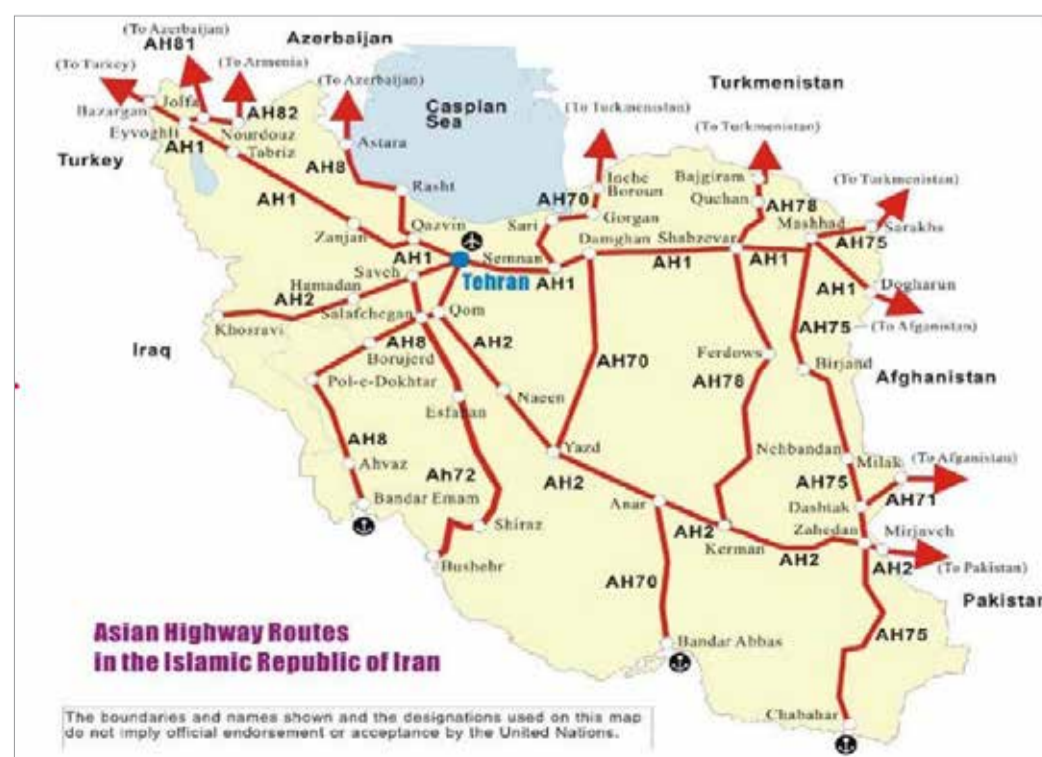 (To Azerbaijan)
AH81
Azerbaijan
(To Turkey)
(To Armenia)
(To Azerbaijan)
Turkmenistan
Jolfa
Bazargan
AH82
Caspian
Sea
(To Turkmenistan)
(To Turkmenistan)
Eyvoghli
Nourdouz
Turkey
AH1
Tabriz
Astara
AH8
Inche
Boroun
Bajgiram
(To Turkmenistan)
AH1
Rasht
AH70
Quchan
AH78
Sari
Gorgan
Mashhad
Sarakhs
Zanjan
Qazvin
Damghan
Shabzevar
AH75
AH1
Semnan
AH1
AH1
Saveh
Tehran
AH1
Hamadan
AH1
Dogharun
AH2
Khosravi
Salafchegan
Qom
AH75
(To Afganistan)
Iraq
AH8
AH2
Borujerd
AH70
Ferdows
Birjand
Pol-e-Dokhtar
AH78
Afghanistan
Esfahan
Naeen
AH8
Yazd
Nehbandan
Milak
(To Afganistan)
Ahvaz
Ah72
AH2
AH75
AH71
Bandar Emam
Anar
Dashtak
Shiraz
AH2
Zahedan
Mirjaveh
Kerman
AH2
AH2
Bushehr
(To Pakistan)
AH70
Pakistan
Asian Highway Routes
in the Islamic Republic of Iran
Bandar Abbas
AH75
Chabahar
The boundaries and names shown and the designations used on this map
do not imply official endorsement or acceptance by the United Nations.